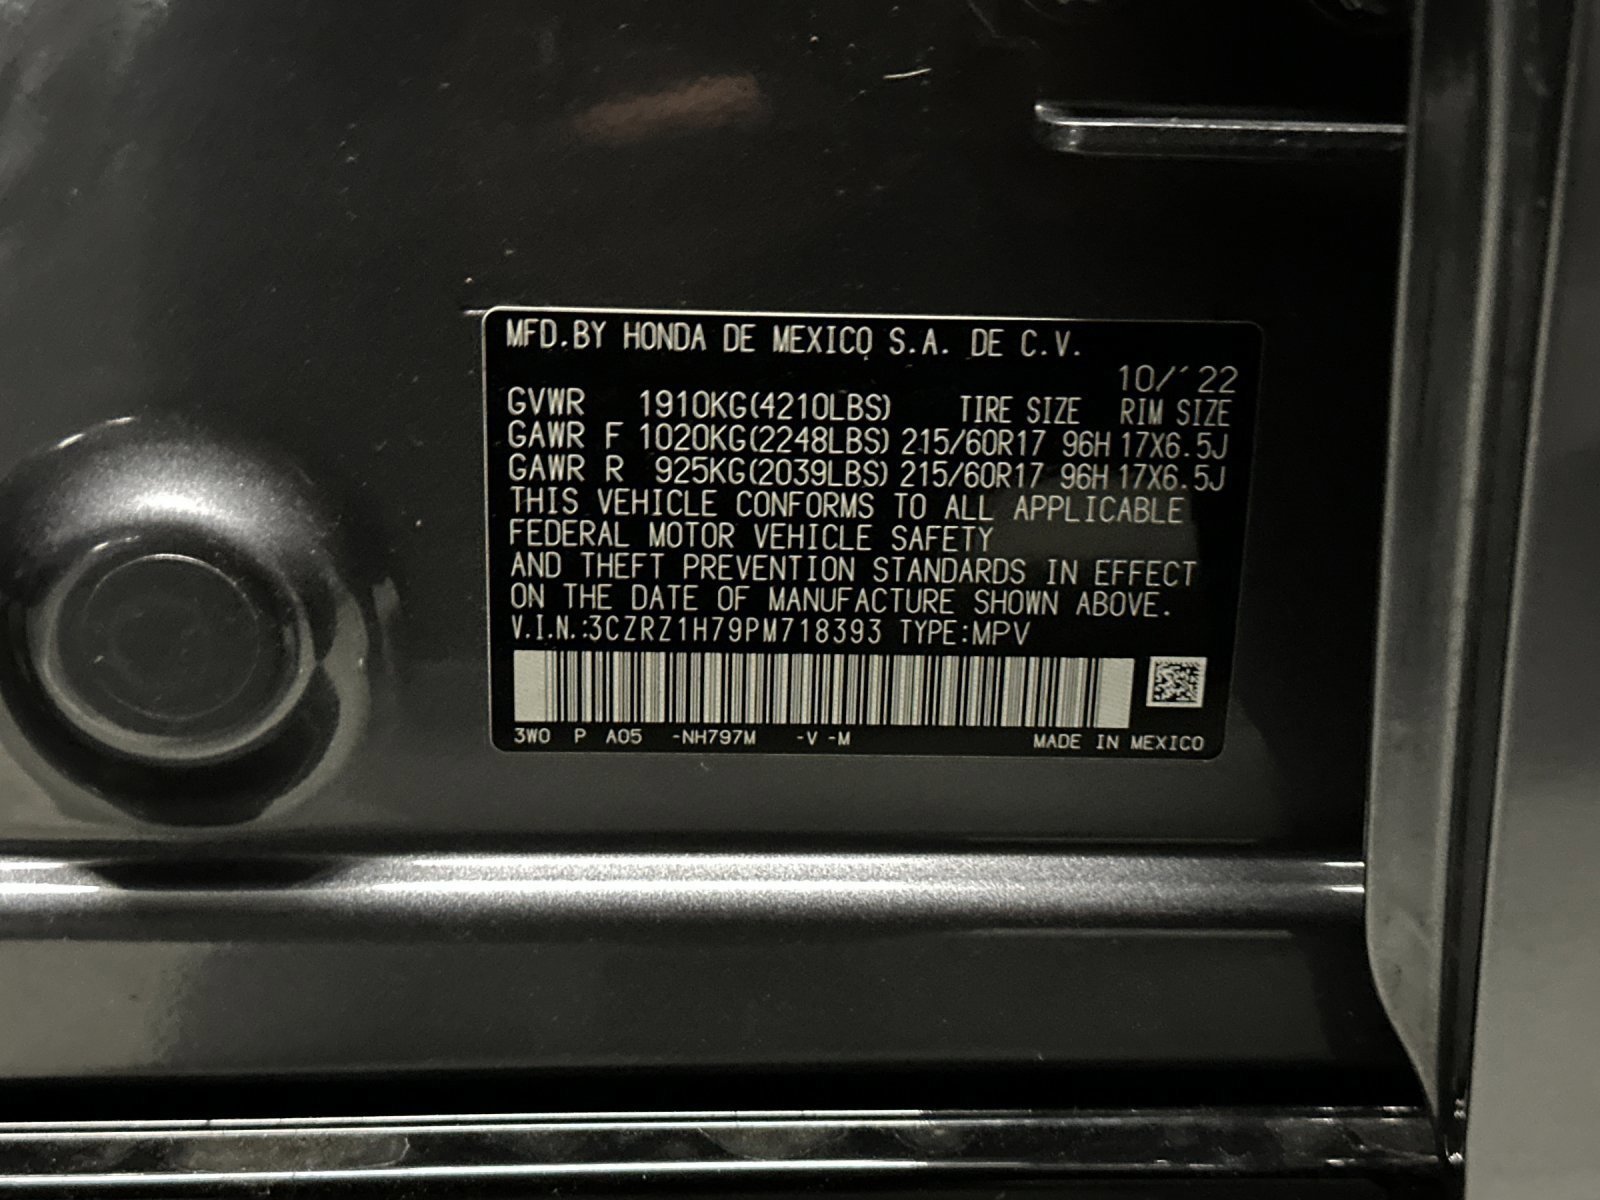 MFD.BY HONDA DE MEXICO S.A. DE C.V.
10/'22
GVWR 1910KG(4210LBS) TIRE SIZE RIM SIZE
GAWR F 1020KG(2248LBS) 215/60R17 96H 17X6.5J
GAWR R 925KG(2039LBS) 215/60R17 96H 17X6.5J
THIS VEHICLE CONFORMS TO ALL APPLICABLE
FEDERAL MOTOR VEHICLE SAFETY
AND THEFT PREVENTION STANDARDS IN EFFECT
ON THE DATE OF MANUFACTURE SHOWN ABOVE.
V.I.N.:3CZRZ1H79PM718393 TYPE:MPV
3W0 P A05 -NH797M -V -M MADE IN MEXICO